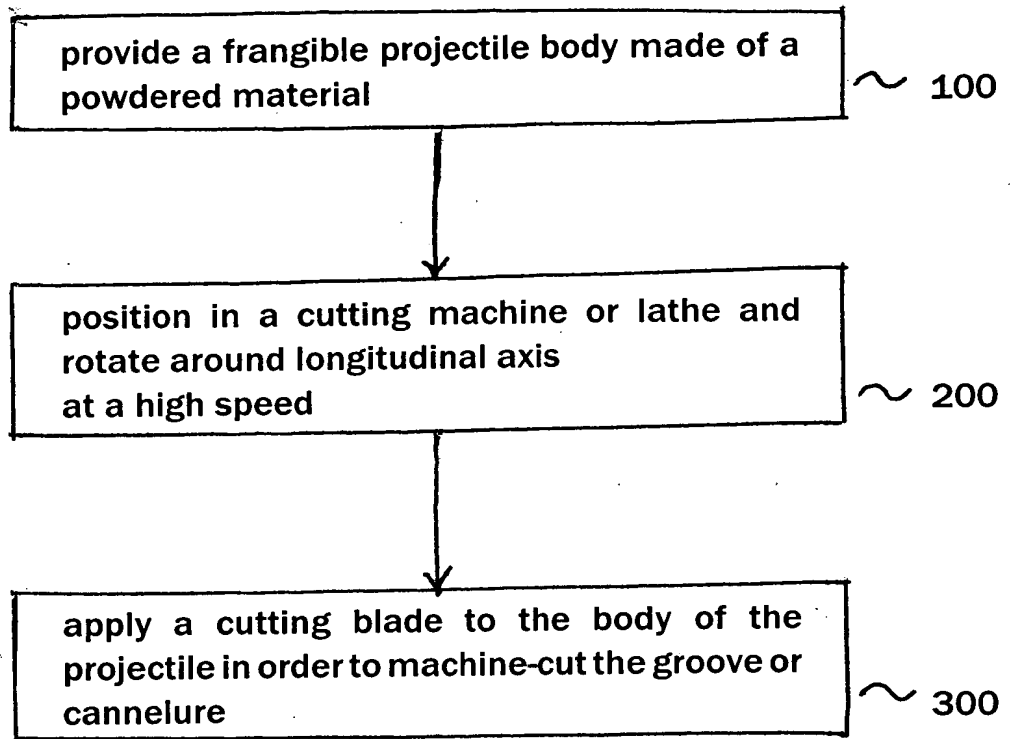 provide a frangible projectile body made of a
powdered material
100
position in a cutting machine or lathe and
rotate around longitudinal axis
at a high speed
200
apply a cutting blade to the body of the
projectile in order to machine-cut the groove or
cannelure
300